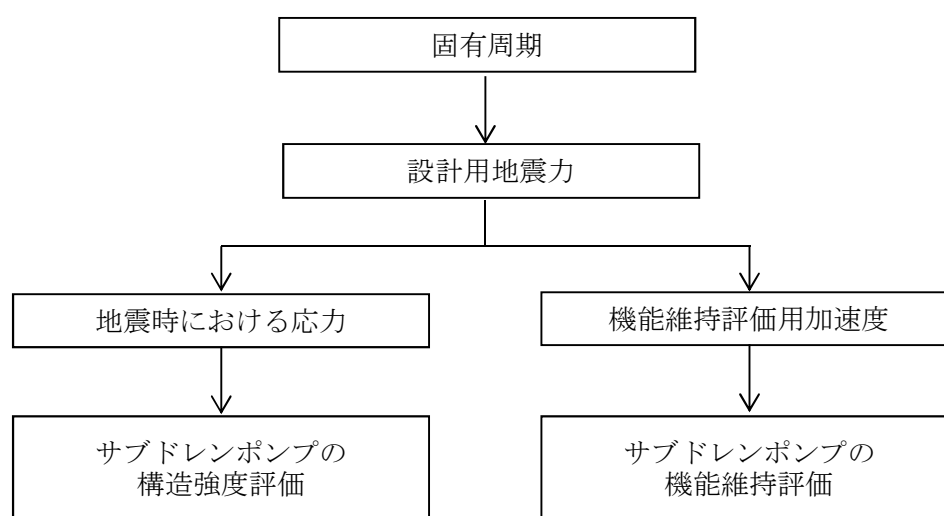 固有周期
設計用地震力
地震時における応力
機能維持評価用加速度
サブドレンポンプの
構造強度評価
サブドレンポンプの
機能維持評価